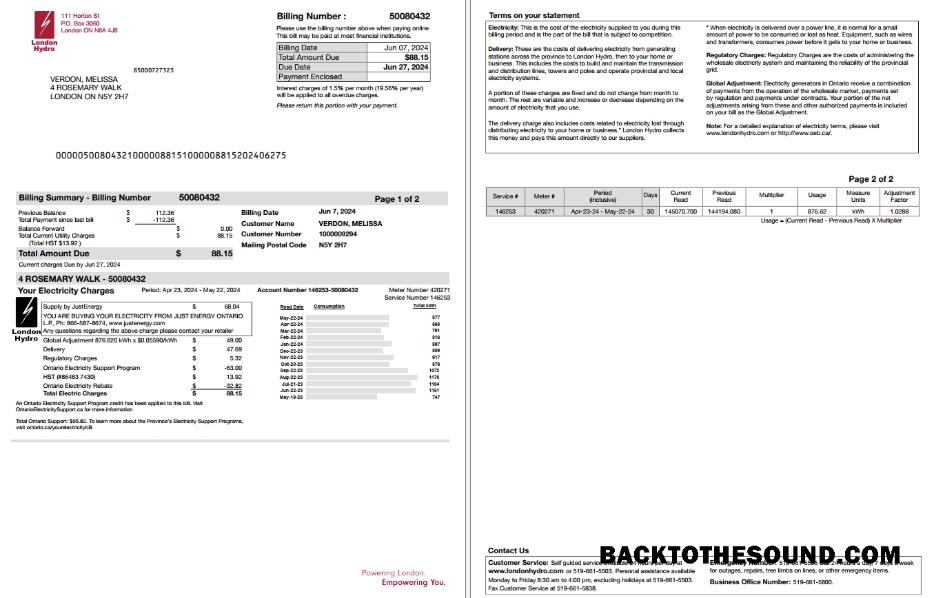 London
Hydro
111 Horton St
P.O. Box 3060
London ON N6A 4J8
Billing Number : 50080432
Please use the billing number above when paying online.
This bill may be paid at most financial institutions.
Billing Date Jun 07, 2024
Total Amount Due $88.15
Due Date Jun 27, 2024
Payment Enclosed
Interest charges of 1.5% per month (19.56% per year)
will be applied to all overdue charges.
Please return this portion with your payment.
85000727323
VERDON, MELISSA
4 ROSEMARY WALK
LONDON ON N5Y 2H7
Billing Summary - Billing Number 50080432 Page 1 of 2
Previous Balance $ 112.36
Total Payment since last bill $ -112.36
Balance Forward $ 0.00
Total Current Utility Charges $ 88.15
(Total HST $13.92 )
Total Amount Due $ 88.15
Current charges Due by Jun 27, 2024
Billing Date Jun 7, 2024
Customer Name VERDON, MELISSA
Customer Number 1000009294
Mailing Postal Code N5Y 2H7
4 ROSEMARY WALK - 50080432
Your Electricity Charges Period: Apr 23, 2024 - May 22, 2024 Account Number 146253-50080432 Meter Number 420271
Service Number 146253
London
Hydro
Supply by JustEnergy $ 68.04
YOU ARE BUYING YOUR ELECTRICITY FROM JUST ENERGY ONTARIO
L.P., Ph: 866-587-8674, www.justenergy.com
Any questions regarding the above charge please contact your retailer
Global Adjustment 876.620 kWh x $0.05590/kWh $ 49.00
Delivery $ 47.69
Regulatory Charges $ 5.32
Ontario Electricity Support Program $ -63.00
HST (#86483 7430) $ 13.92
Ontario Electricity Rebate $ -32.82
Total Electric Charges $ 88.15
An Ontario Electricity Support Program credit has been applied to this bill. Visit
OntarioElectricitySupport.ca for more information
Total Ontario Support: $95.82. To learn more about the Province's Electricity Support Programs,
visit ontario.ca/yourelectricitybill.
Read Date Consumption Total kWh
May-22-24 877
Mar-22-24 791
Nov-22-23 917
Sep-22-23 1072
Jul-21-23 1104
May-19-23 747
Powering London.
Empowering You.
Terms on your statement
Electricity: This is the cost of the electricity supplied to you during this
billing period and is the part of the bill that is subject to competition.
Delivery: These are the costs of delivering electricity from generating
stations across the province to London Hydro, then to your home or
business. This includes the costs to build and maintain the transmission
and distribution lines, towers and poles and operate provincial and local
electricity systems.
A portion of these charges are fixed and do not change from month to
month. The rest are variable and increase or decrease depending on the
amount of electricity that you use.
The delivery charge also includes costs related to electricity lost through
distributing electricity to your home or business.* London Hydro collects
this money and pays this amount directly to our suppliers.
* When electricity is delivered over a power line, it is normal for a small
amount of power to be consumed or lost as heat. Equipment, such as wires
and transformers, consumes power before it gets to your home or business.
Regulatory Charges: Regulatory Charges are the costs of administering the
wholesale electricity system and maintaining the reliability of the provincial
grid.
Global Adjustment: Electricity generators in Ontario receive a combination
of payments from the operation of the wholesale market, payments set
by regulation and payments under contracts. Your portion of the net
adjustments arising from these and other authorized payments is included
on your bill as the Global Adjustment.
Note: For a detailed explanation of electricity terms, please visit
www.londonhydro.com or http://www.oeb.ca/.
Page 2 of 2
Service # Meter # Period (inclusive) Days Current Read Previous Read Multiplier Usage Measure Units Adjustment Factor
146253 420271 Apr-23-24 - May-22-24 30 145070.700 144194.080 1 876.62 kWh 1.0288
Usage = (Current Read - Previous Read) X Multiplier
Contact Us
BACKTOTHESOUND.COM
Customer Service: Self guided service available 24 hours per day at
www.londonhydro.com or 519-661-5503. Personal assistance available
Monday to Friday 8:30 am to 4:00 pm, excluding holidays at 519-661-5503.
Fax Customer Service at 519-661-5838.
Emergency Number: week
for outages, repairs, tree limbs on lines, or other emergency items.
Business Office Number: 519-661-5800.